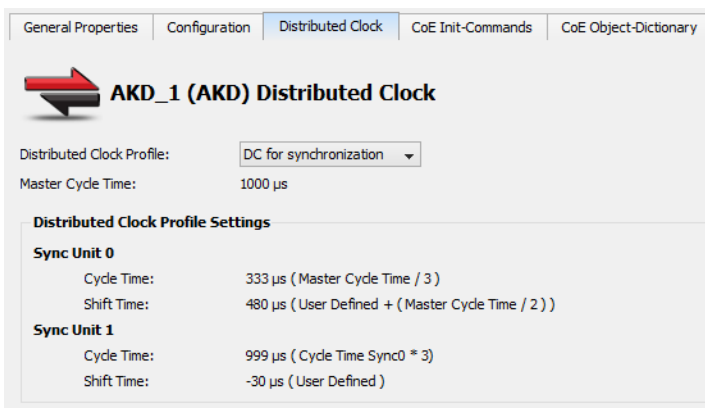 General Properties Configuration Distributed Clock CoE Init-Commands CoE Object-Dictionary
AKD_1 (AKD) Distributed Clock
Distributed Clock Profile: DC for synchronization
Master Cycle Time: 1000 µs
Distributed Clock Profile Settings
Sync Unit 0
Cycle Time: 333 µs ( Master Cycle Time / 3 )
Shift Time: 480 µs ( User Defined + ( Master Cycle Time / 2 ) )
Sync Unit 1
Cycle Time: 999 µs ( Cycle Time Sync0 * 3)
Shift Time: -30 µs ( User Defined )